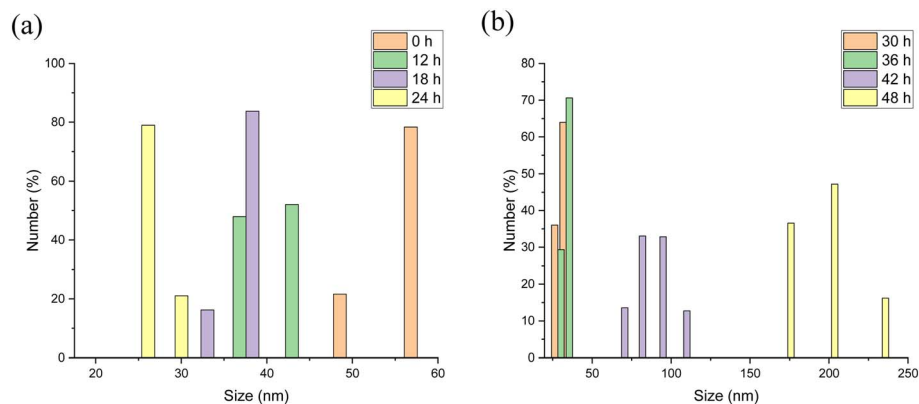 (a)
0 h
12 h
18 h
24 h
100
80
60
40
20
0
Number (%)
20 30 40 50 60
Size (nm)
(b)
30 h
36 h
42 h
48 h
80
70
60
50
40
30
20
10
0
Number (%)
50 100 150 200 250
Size (nm)